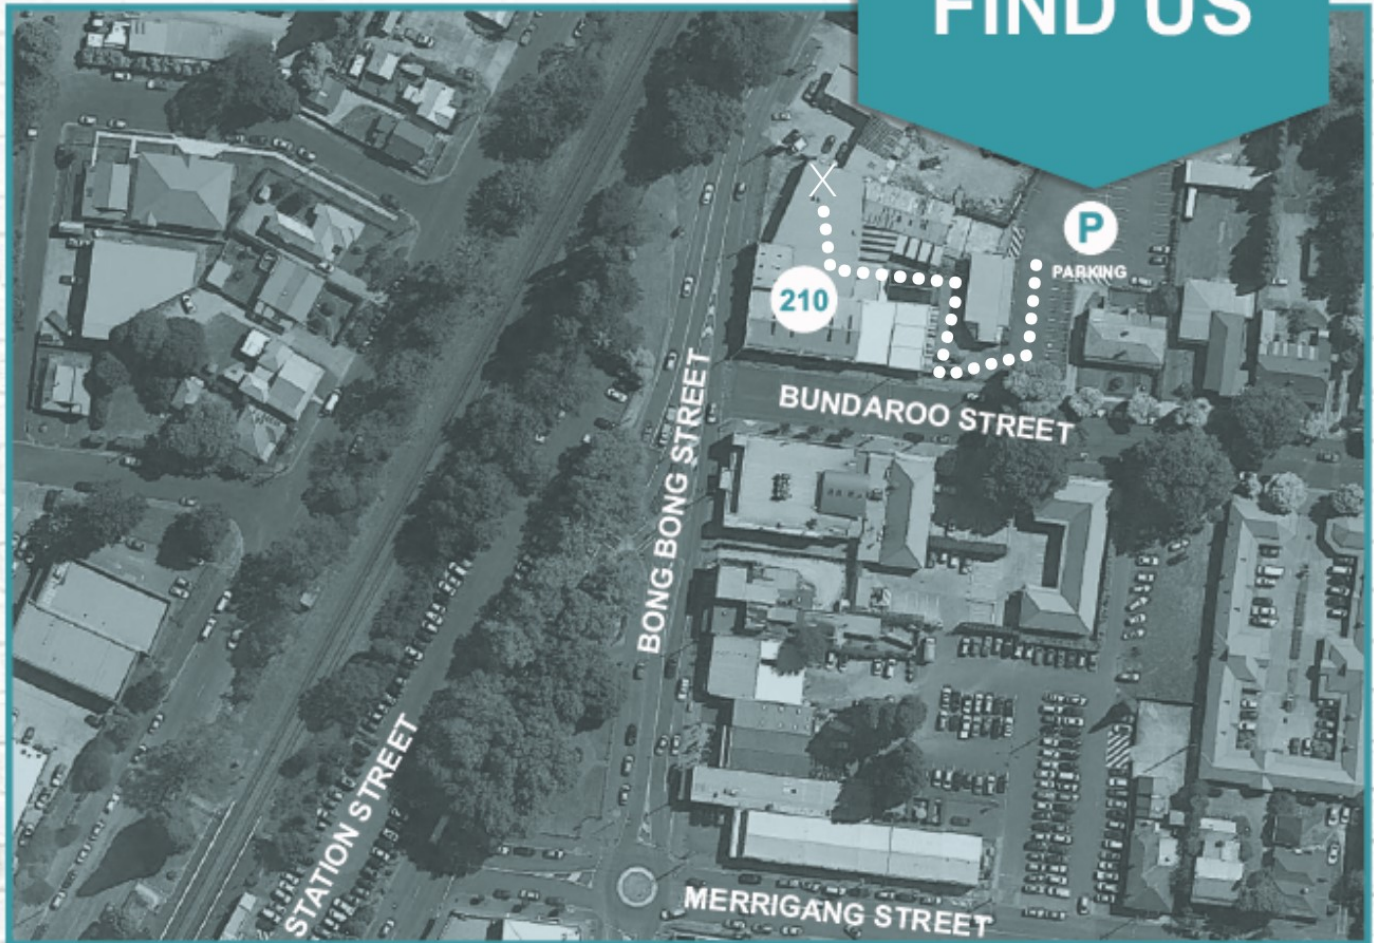 FIND US
P
PARKING
210
BUNDAROO STREET
BONG BONG STREET
STATION STREET
MERRIGANG STREET